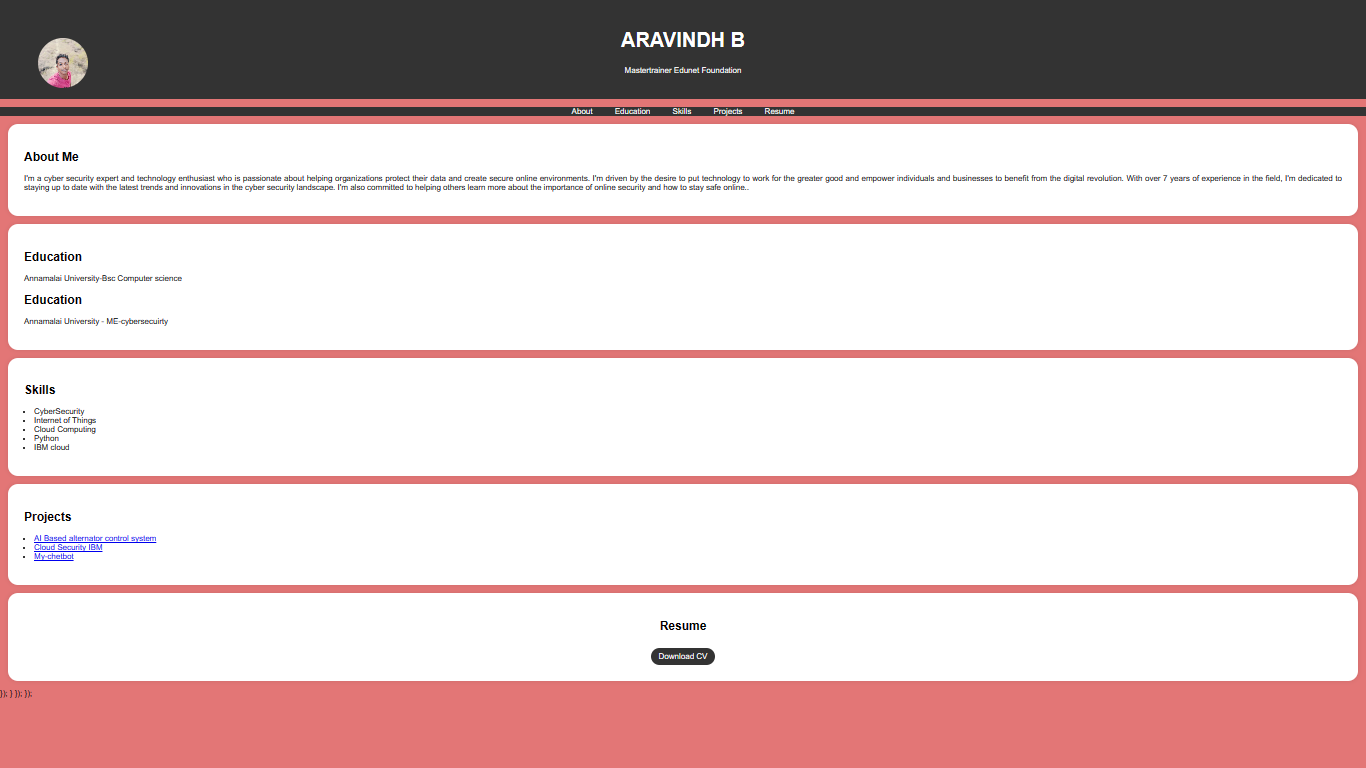 ARAVINDH B
Mastertrainer Edunet Foundation
About Education Skills Projects Resume
About Me
I'm a cyber security expert and technology enthusiast who is passionate about helping organizations protect their data and create secure online environments. I'm driven by the desire to put technology to work for the greater good and empower individuals and businesses to benefit from the digital revolution. With over 7 years of experience in the field, I'm dedicated to
staying up to date with the latest trends and innovations in the cyber security landscape. I'm also committed to helping others learn more about the importance of online security and how to stay safe online..
Education
Annamalai University-Bsc Computer science
Education
Annamalai University - ME-cybersecuirty
Skills
• CyberSecurity
• Internet of Things
• Cloud Computing
• Python
• IBM cloud
Projects
• AI Based alternator control system
• Cloud Security IBM
• My-chetbot
Resume
Download CV
}); } }); });